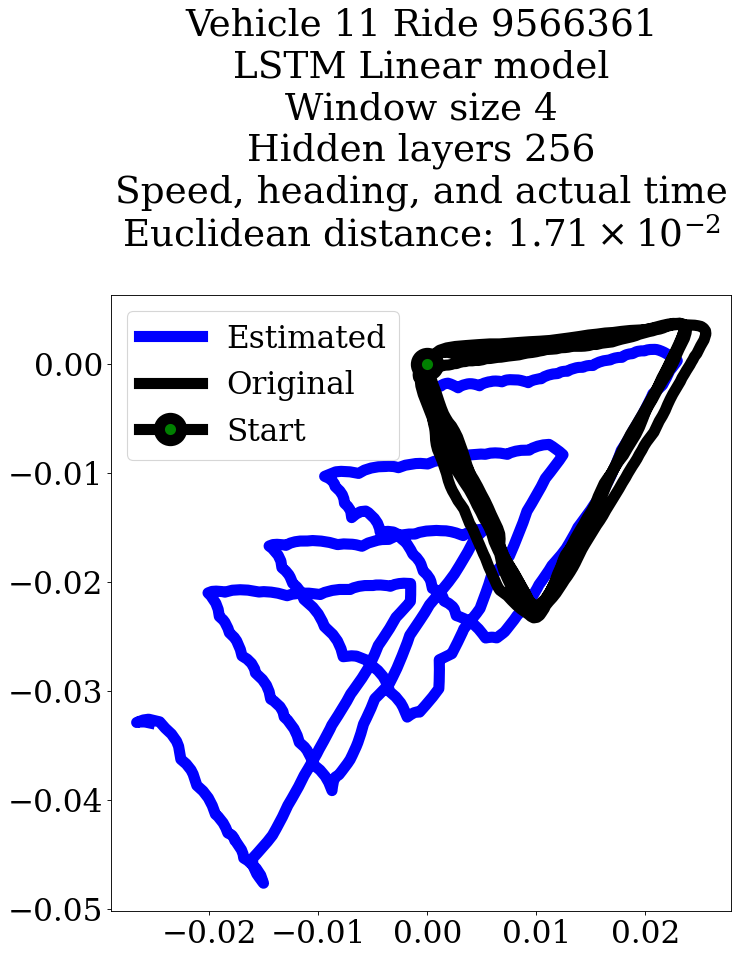 Vehicle 11 Ride 9566361
LSTM Linear model
Window size 4
Hidden layers 256
Speed, heading, and actual time
Euclidean distance: 1.71 × 10⁻²
Estimated
Original
Start
0.00
−0.01
−0.02
−0.03
−0.04
−0.05
−0.02 −0.01 0.00 0.01 0.02